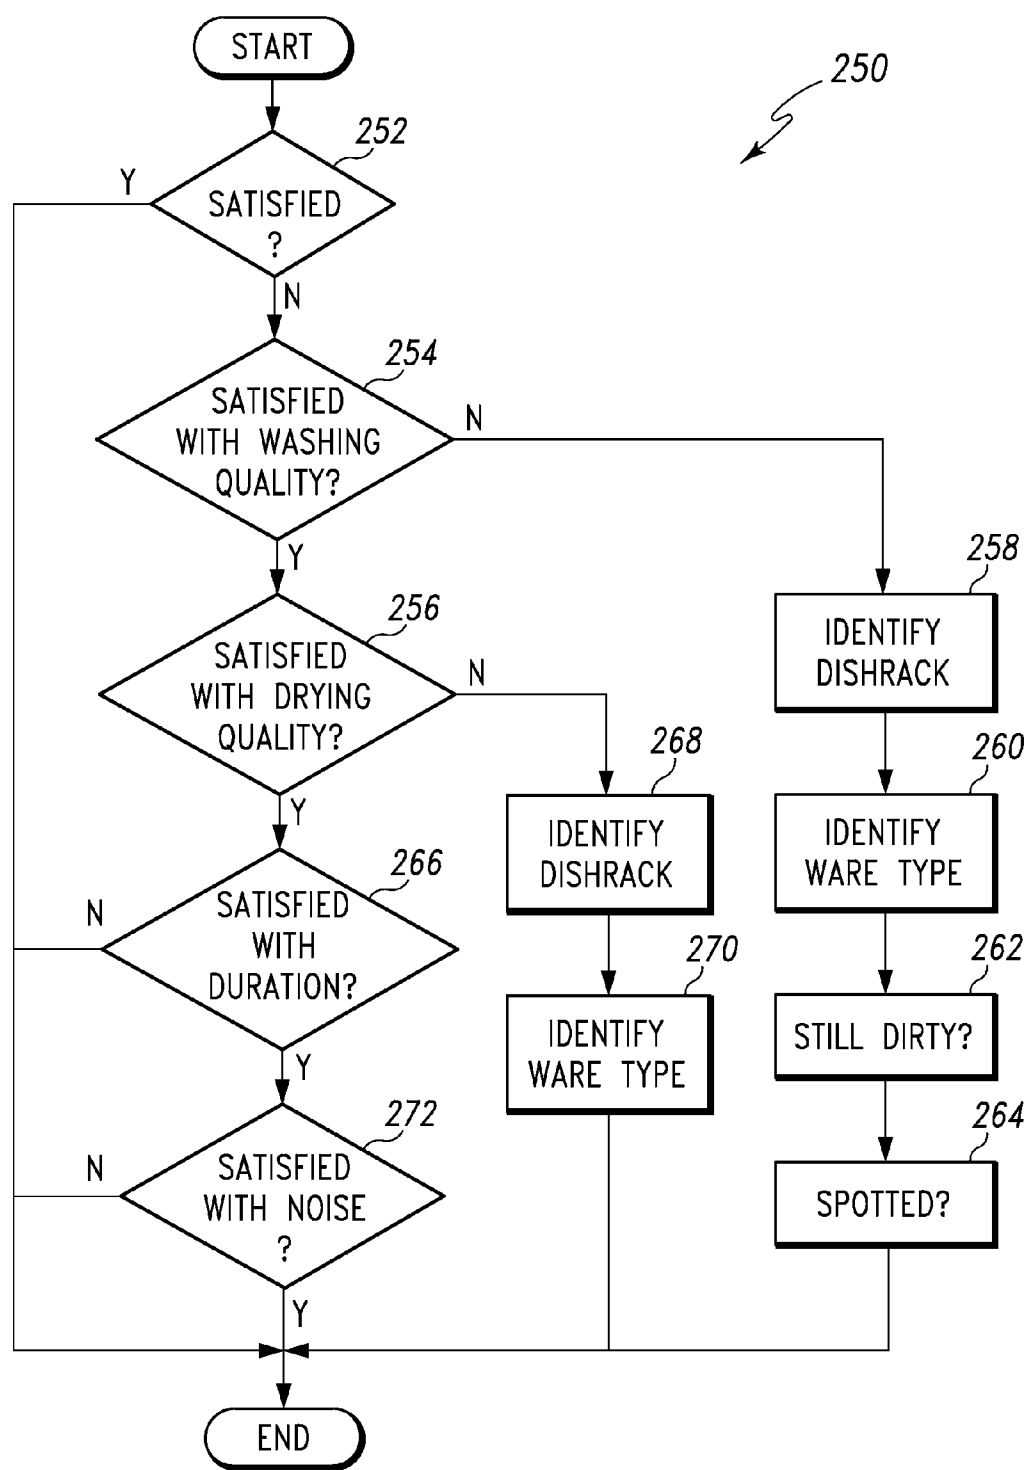 START
250
252
Y
SATISFIED
?
N
254
SATISFIED
WITH WASHING
QUALITY?
N
Y
256
SATISFIED
WITH DRYING
QUALITY?
N
Y
258
IDENTIFY
DISHRACK
260
IDENTIFY
WARE TYPE
262
STILL DIRTY?
264
SPOTTED?
268
IDENTIFY
DISHRACK
270
IDENTIFY
WARE TYPE
266
N
SATISFIED
WITH
DURATION?
Y
272
N
SATISFIED
WITH NOISE
?
Y
END